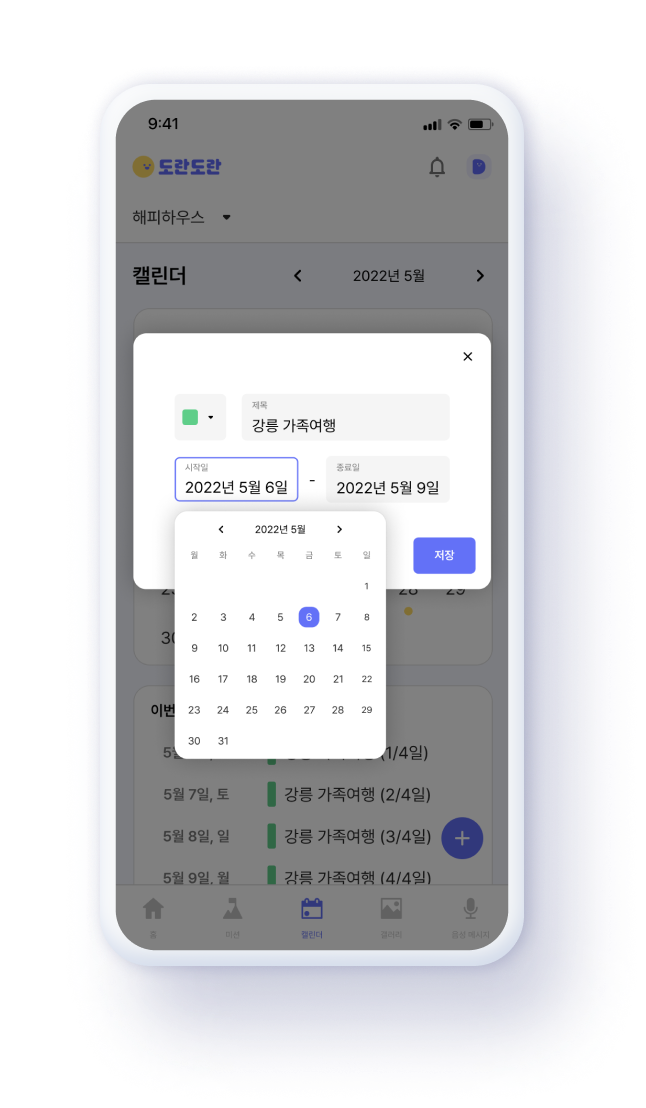 9:41
도란도란
해피하우스
캘린더
2022년 5월
제목
강릉 가족여행
시작일
2022년 5월 6일
-
종료일
2022년 5월 9일
저장
2022년 5월
월 화 수 목 금 토 일
1
2 3 4 5 6 7 8
9 10 11 12 13 14 15
16 17 18 19 20 21 22
23 24 25 26 27 28 29
30 31
28 29
30
이번
(1/4일)
5월 7일, 토 강릉 가족여행 (2/4일)
5월 8일, 일 강릉 가족여행 (3/4일)
5월 9일, 월 강릉 가족여행 (4/4일)
홈 미션 캘린더 갤러리 음성 메시지